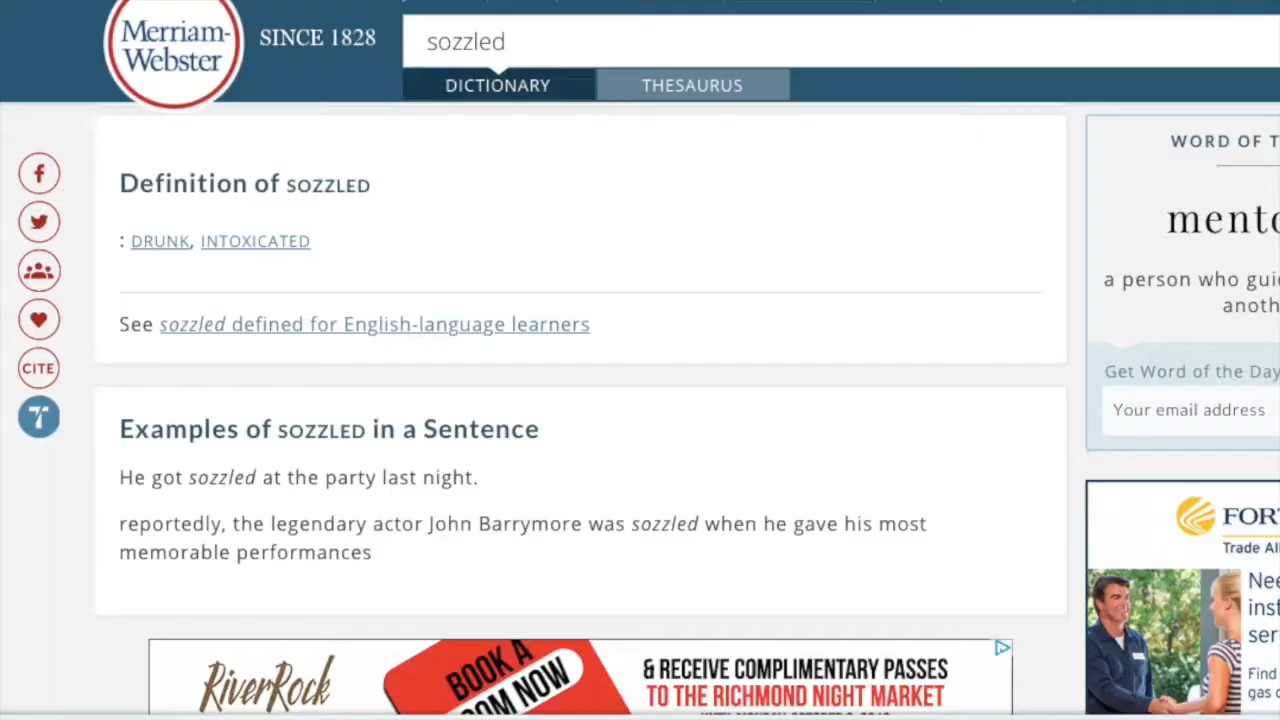 Merriam-
Webster
SINCE 1828
sozzled
DICTIONARY
THESAURUS
Definition of SOZZLED
: DRUNK, INTOXICATED
See sozzled defined for English-language learners
Examples of SOZZLED in a Sentence
He got sozzled at the party last night.
reportedly, the legendary actor John Barrymore was sozzled when he gave his most
memorable performances
CITE
WORD OF T
mento
a person who gui
anoth
Get Word of the Day
Your email address
FOR
Trade Al
Nee
inst
ser
Find
gas
RiverRock
BOOK A
OOM NOW
& RECEIVE COMPLIMENTARY PASSES
TO THE RICHMOND NIGHT MARKET